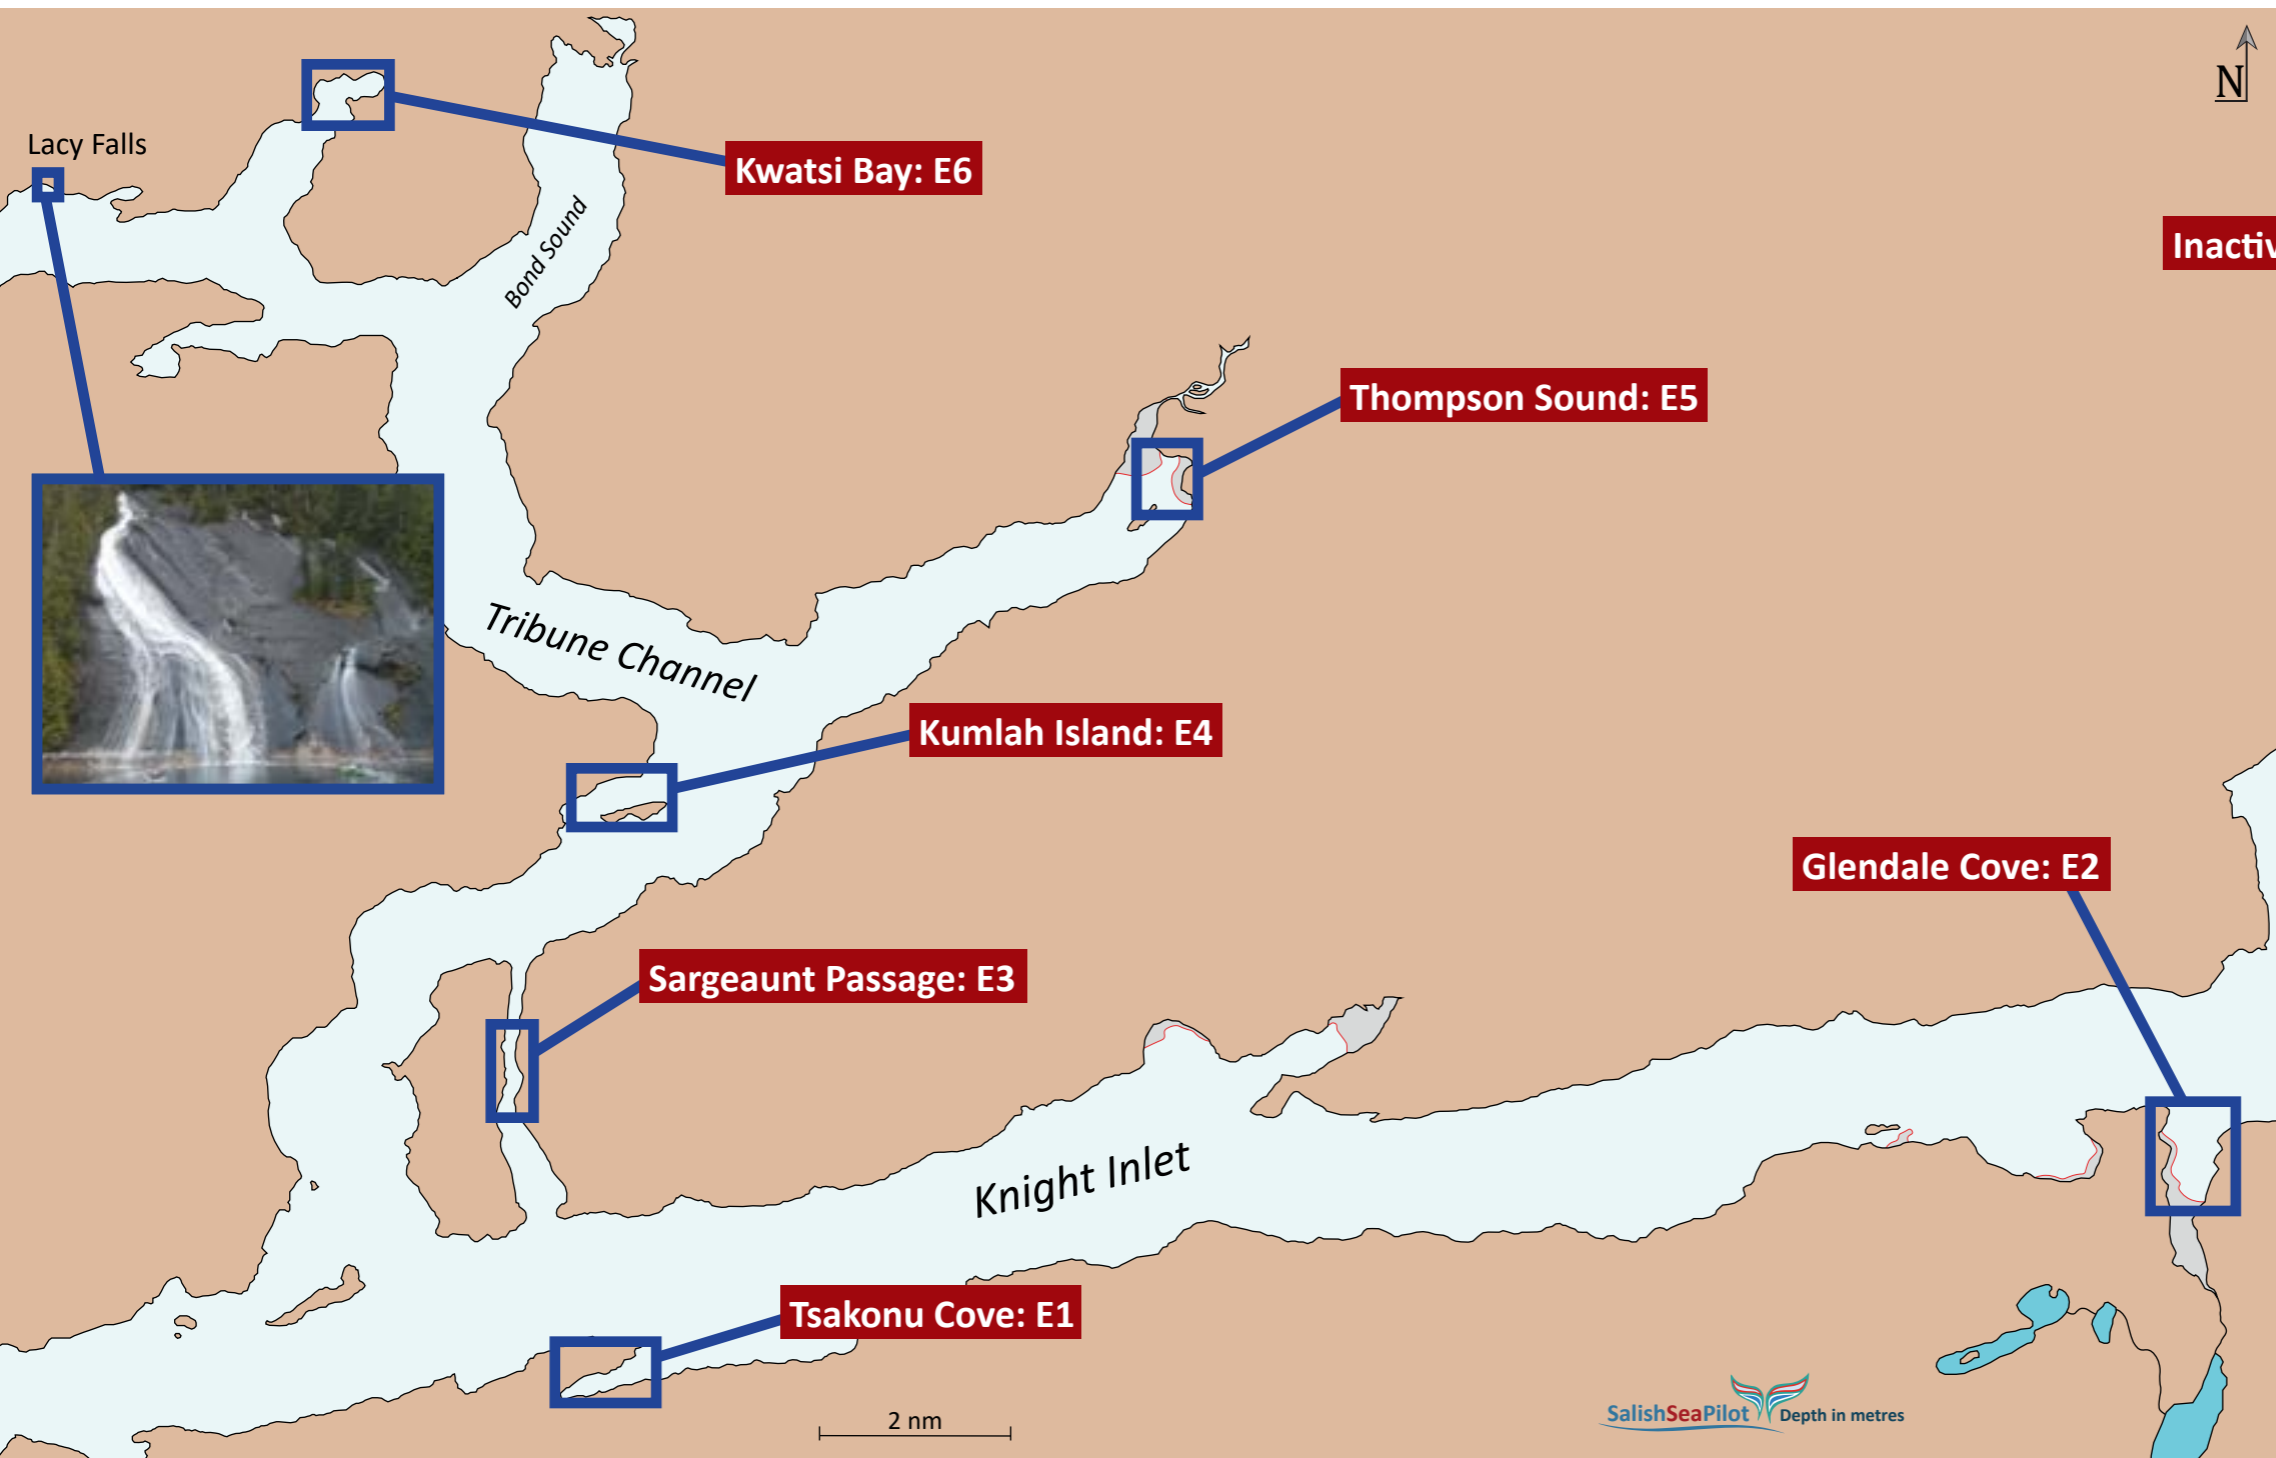 N
Lacy Falls
Kwatsi Bay: E6
Bond Sound
Inactiv
Thompson Sound: E5
Tribune Channel
Kumlah Island: E4
Glendale Cove: E2
Sargeaunt Passage: E3
Knight Inlet
Tsakonu Cove: E1
2 nm
SalishSeaPilot Depth in metres